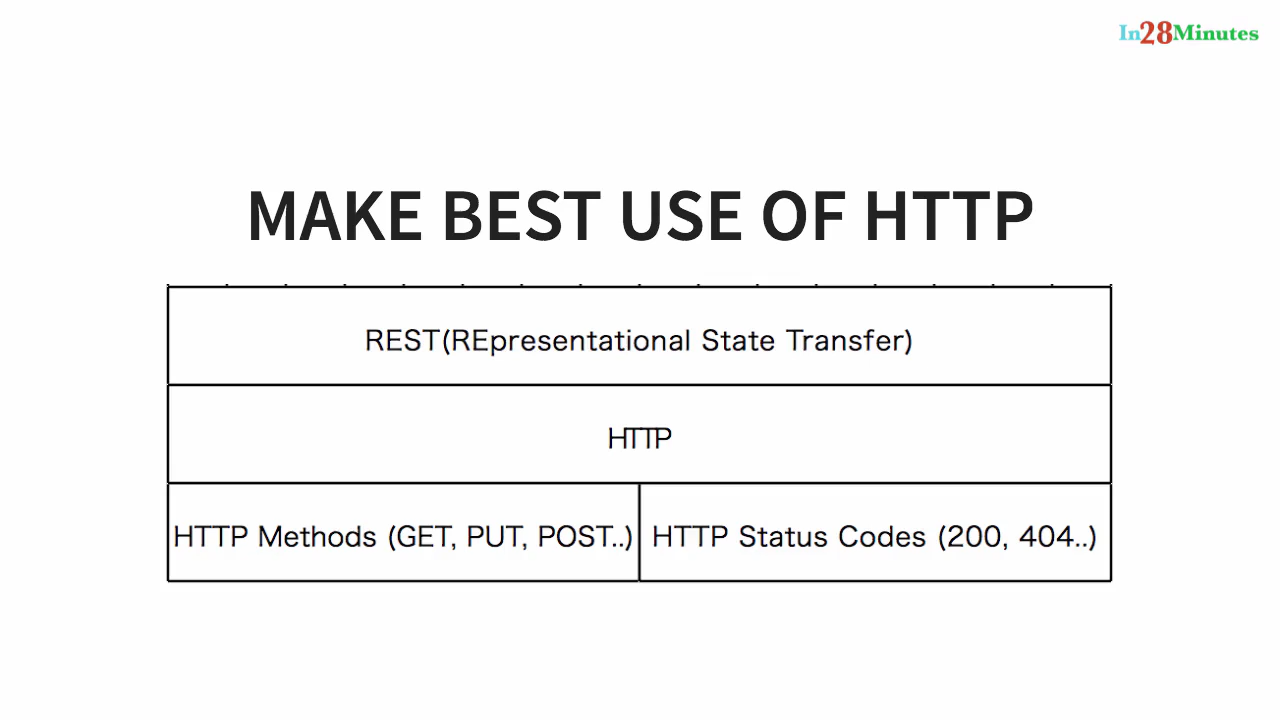 In28Minutes
MAKE BEST USE OF HTTP
REST(REpresentational State Transfer)
HTTP
HTTP Methods (GET, PUT, POST..)
HTTP Status Codes (200, 404..)